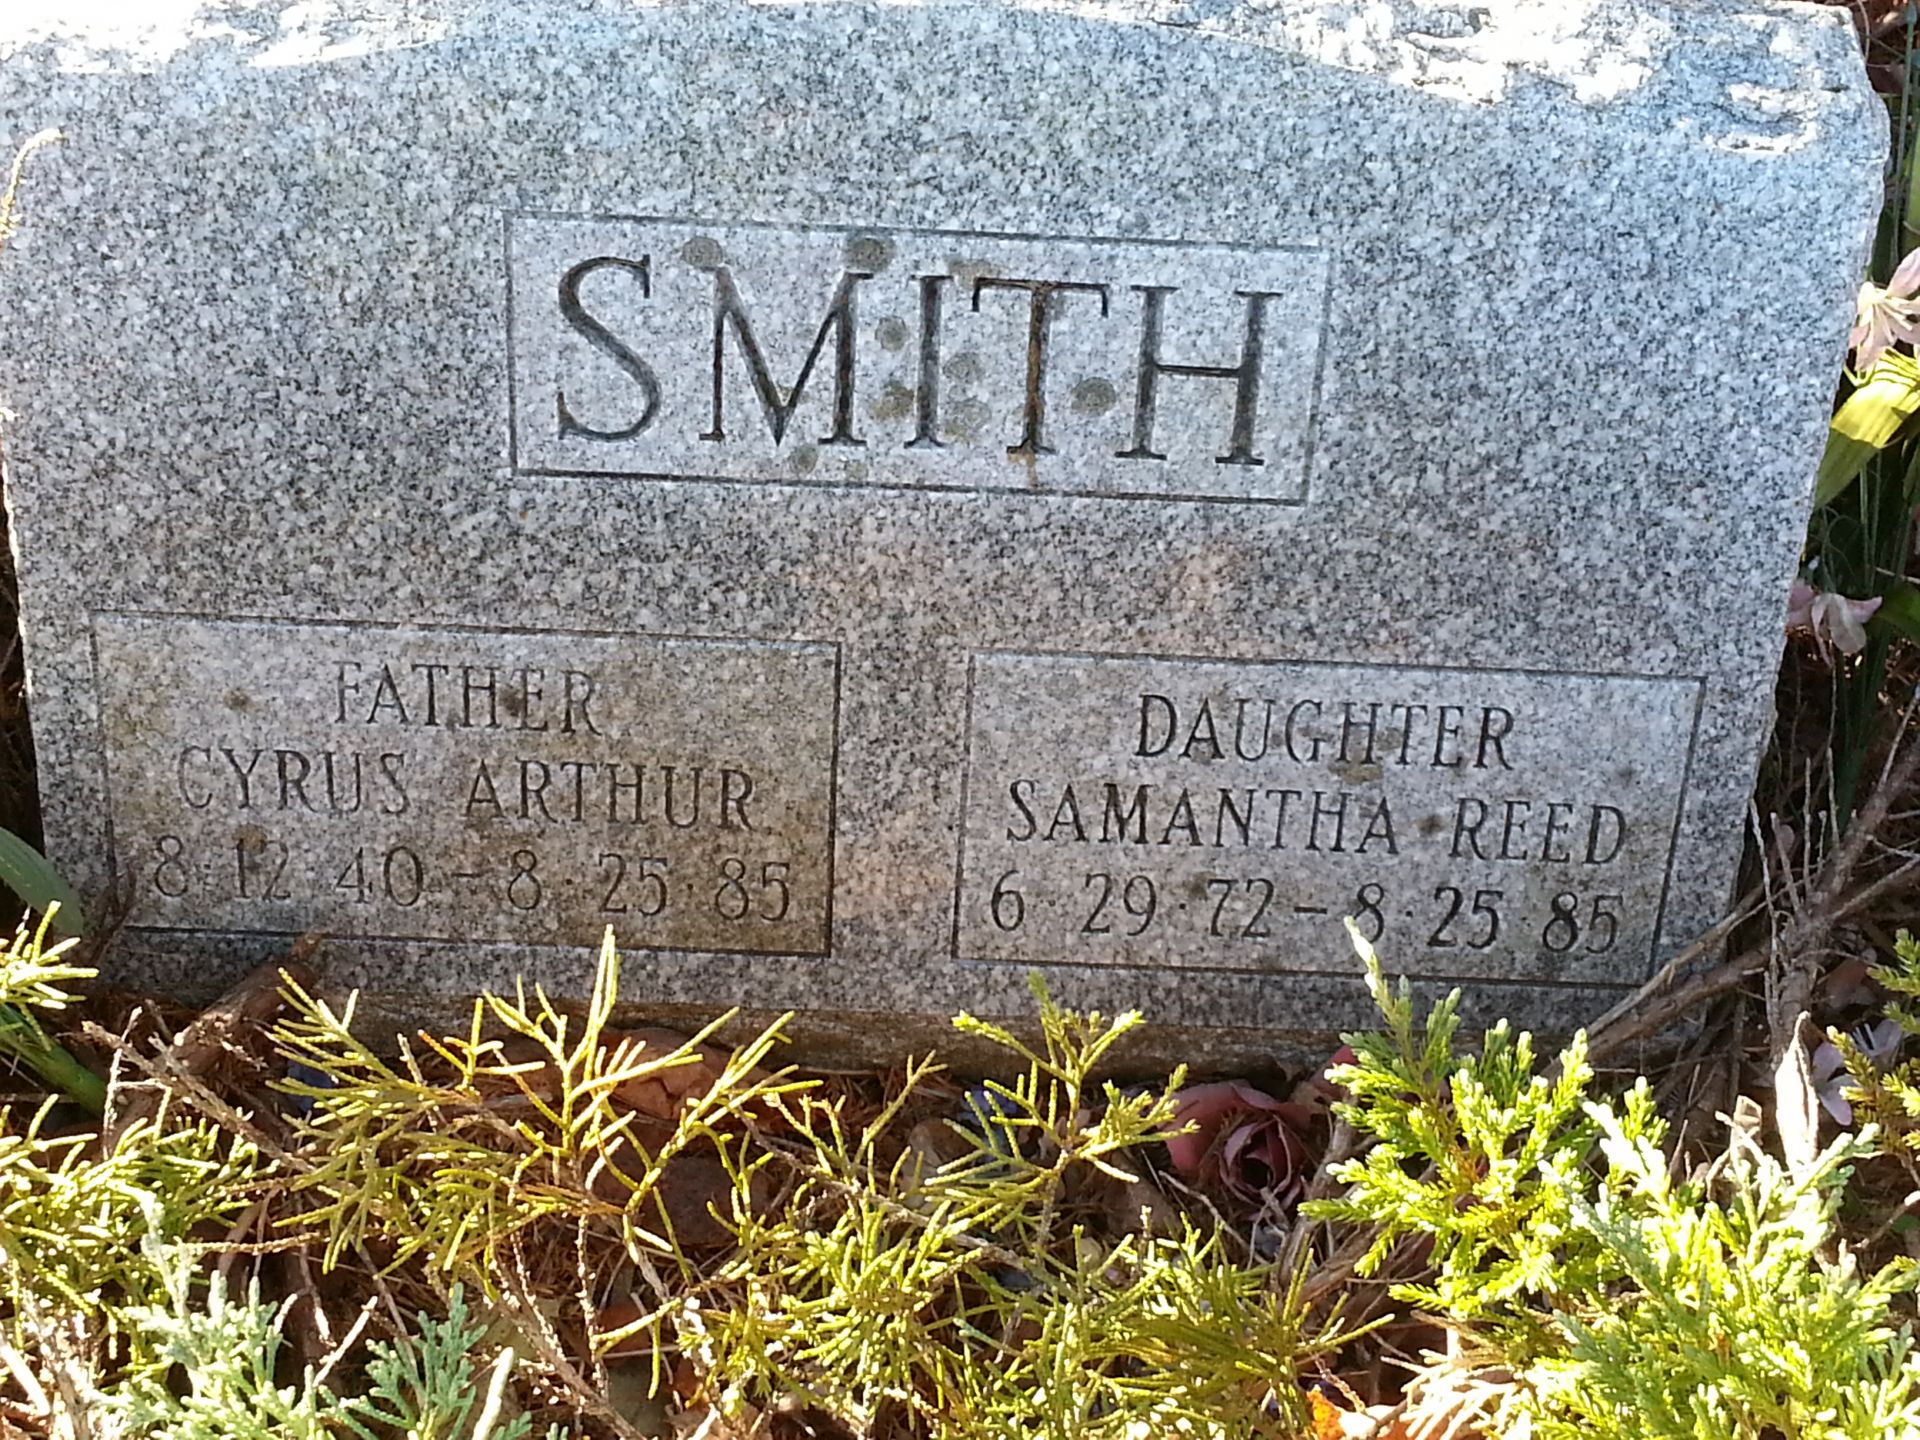 SMITH
FATHER
CYRUS ARTHUR
8·12·40-8·25·85
DAUGHTER
SAMANTHA REED
6·29·72-8·25·85